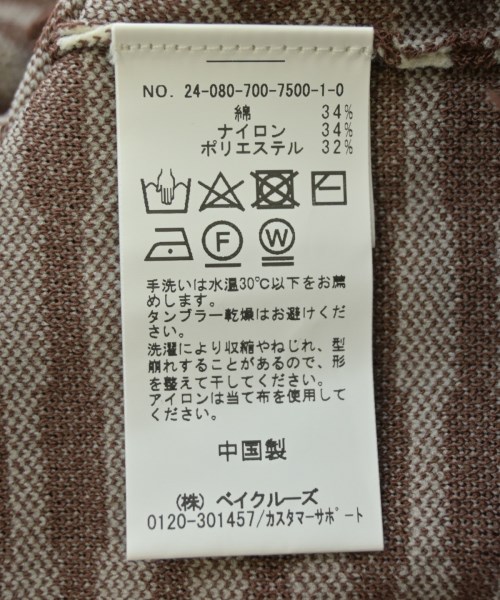 NO. 24-080-700-7500-1-0
綿 34%
ナイロン 34%
ポリエステル 32%
F W
手洗いは水温30℃以下をお薦
めします。
タンブラー乾燥はお避けくだ
さい。
洗濯により収縮やねじれ、型
崩れすることがあるので、形
を整えて干してください。
アイロンは当て布を使用して
ください。
中国製
(株) ベイクルーズ
0120-301457/カスタマーサポート